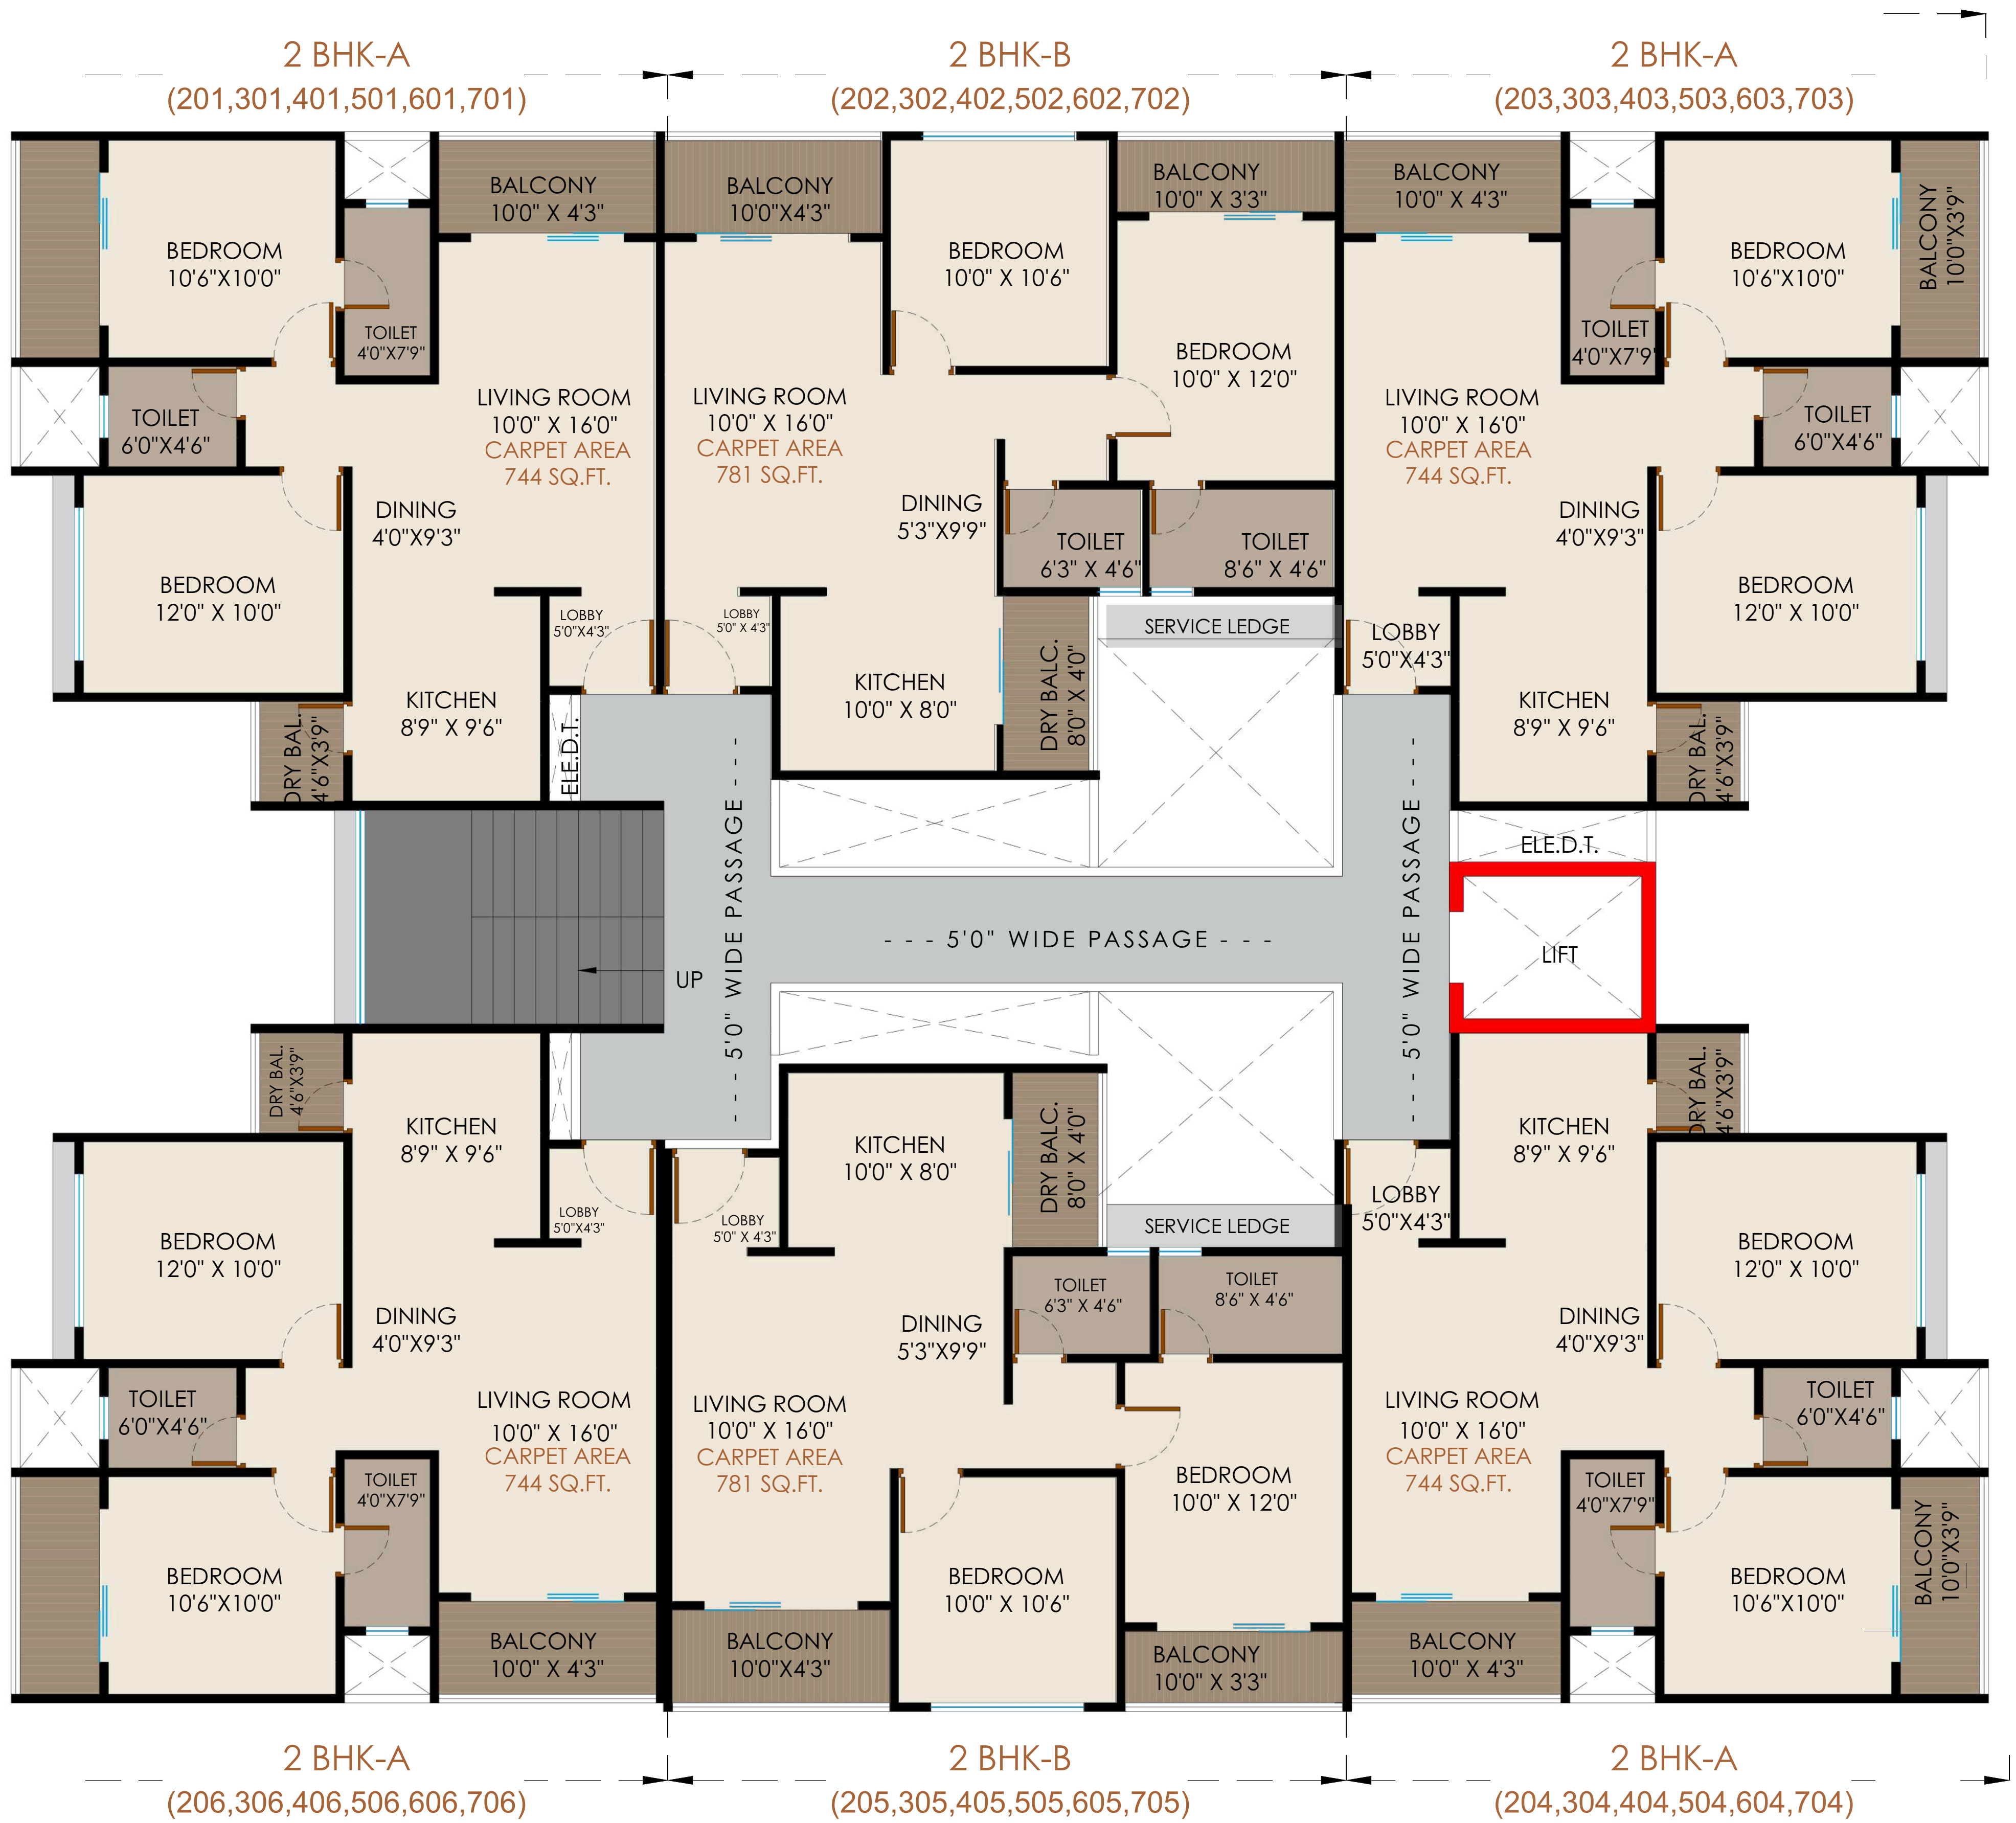 2 BHK-A
(201,301,401,501,601,701)
2 BHK-B
(202,302,402,502,602,702)
2 BHK-A
(203,303,403,503,603,703)
BEDROOM
10'6"X10'0"
BALCONY
10'0" X 4'3"
TOILET
4'0"X7'9"
TOILET
6'0"X4'6"
LIVING ROOM
10'0" X 16'0"
CARPET AREA
744 SQ.FT.
DINING
4'0"X9'3"
BEDROOM
12'0" X 10'0"
LOBBY
5'0"X4'3"
KITCHEN
8'9" X 9'6"
DRY BAL.
4'6"X3'9"
ELE.D.T.
BALCONY
10'0"X4'3"
BEDROOM
10'0" X 10'6"
BALCONY
10'0" X 3'3"
BEDROOM
10'0" X 12'0"
LIVING ROOM
10'0" X 16'0"
CARPET AREA
781 SQ.FT.
DINING
5'3"X9'9"
TOILET
6'3" X 4'6"
TOILET
8'6" X 4'6"
LOBBY
5'0" X 4'3"
KITCHEN
10'0" X 8'0"
DRY BALC.
8'0" X 4'0"
SERVICE LEDGE
BALCONY
10'0" X 4'3"
TOILET
4'0"X7'9"
BEDROOM
10'6"X10'0"
BALCONY
10'0"X3'9"
TOILET
6'0"X4'6"
LIVING ROOM
10'0" X 16'0"
CARPET AREA
744 SQ.FT.
DINING
4'0"X9'3"
BEDROOM
12'0" X 10'0"
LOBBY
5'0"X4'3"
KITCHEN
8'9" X 9'6"
DRY BAL.
4'6"X3'9"
ELE.D.T.
LIFT
UP
- - - 5'0" WIDE PASSAGE - - -
- - - 5'0" WIDE PASSAGE - - -
- - - 5'0" WIDE PASSAGE - - -
DRY BAL.
4'6"X3'9"
KITCHEN
8'9" X 9'6"
LOBBY
5'0"X4'3"
BEDROOM
12'0" X 10'0"
DINING
4'0"X9'3"
TOILET
6'0"X4'6"
LIVING ROOM
10'0" X 16'0"
CARPET AREA
744 SQ.FT.
TOILET
4'0"X7'9"
BEDROOM
10'6"X10'0"
BALCONY
10'0" X 4'3"
KITCHEN
10'0" X 8'0"
DRY BALC.
8'0" X 4'0"
LOBBY
5'0" X 4'3"
SERVICE LEDGE
TOILET
6'3" X 4'6"
TOILET
8'6" X 4'6"
DINING
5'3"X9'9"
LIVING ROOM
10'0" X 16'0"
CARPET AREA
781 SQ.FT.
BEDROOM
10'0" X 12'0"
BEDROOM
10'0" X 10'6"
BALCONY
10'0"X4'3"
BALCONY
10'0" X 3'3"
KITCHEN
8'9" X 9'6"
DRY BAL.
4'6"X3'9"
LOBBY
5'0"X4'3"
BEDROOM
12'0" X 10'0"
DINING
4'0"X9'3"
LIVING ROOM
10'0" X 16'0"
CARPET AREA
744 SQ.FT.
TOILET
6'0"X4'6"
TOILET
4'0"X7'9"
BEDROOM
10'6"X10'0"
BALCONY
10'0"X3'9"
BALCONY
10'0" X 4'3"
2 BHK-A
(206,306,406,506,606,706)
2 BHK-B
(205,305,405,505,605,705)
2 BHK-A
(204,304,404,504,604,704)